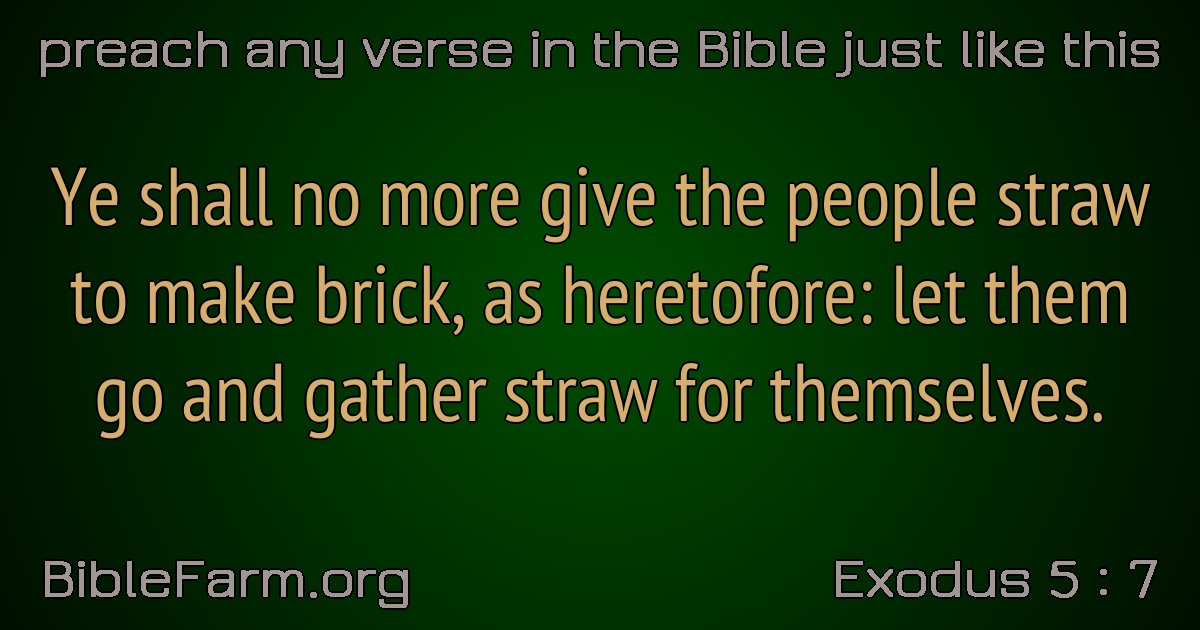 preach any verse in the Bible just like this
Ye shall no more give the people straw
to make brick, as heretofore: let them
go and gather straw for themselves.
BibleFarm.org
Exodus 5 : 7